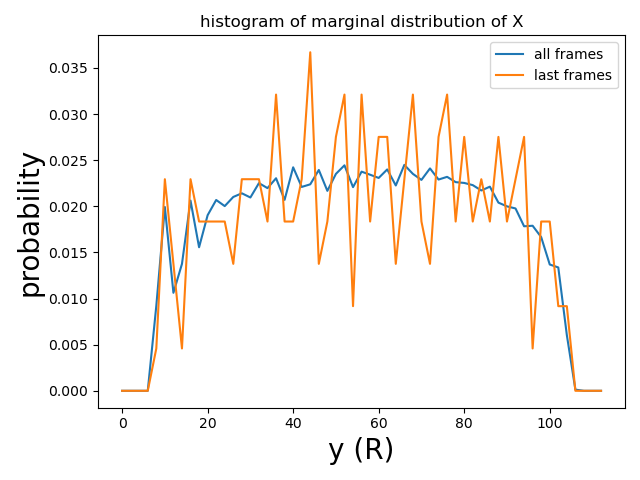 histogram of marginal distribution of X
all frames
last frames
probability
0.035
0.030
0.025
0.020
0.015
0.010
0.005
0.000
0 20 40 60 80 100
y (R)